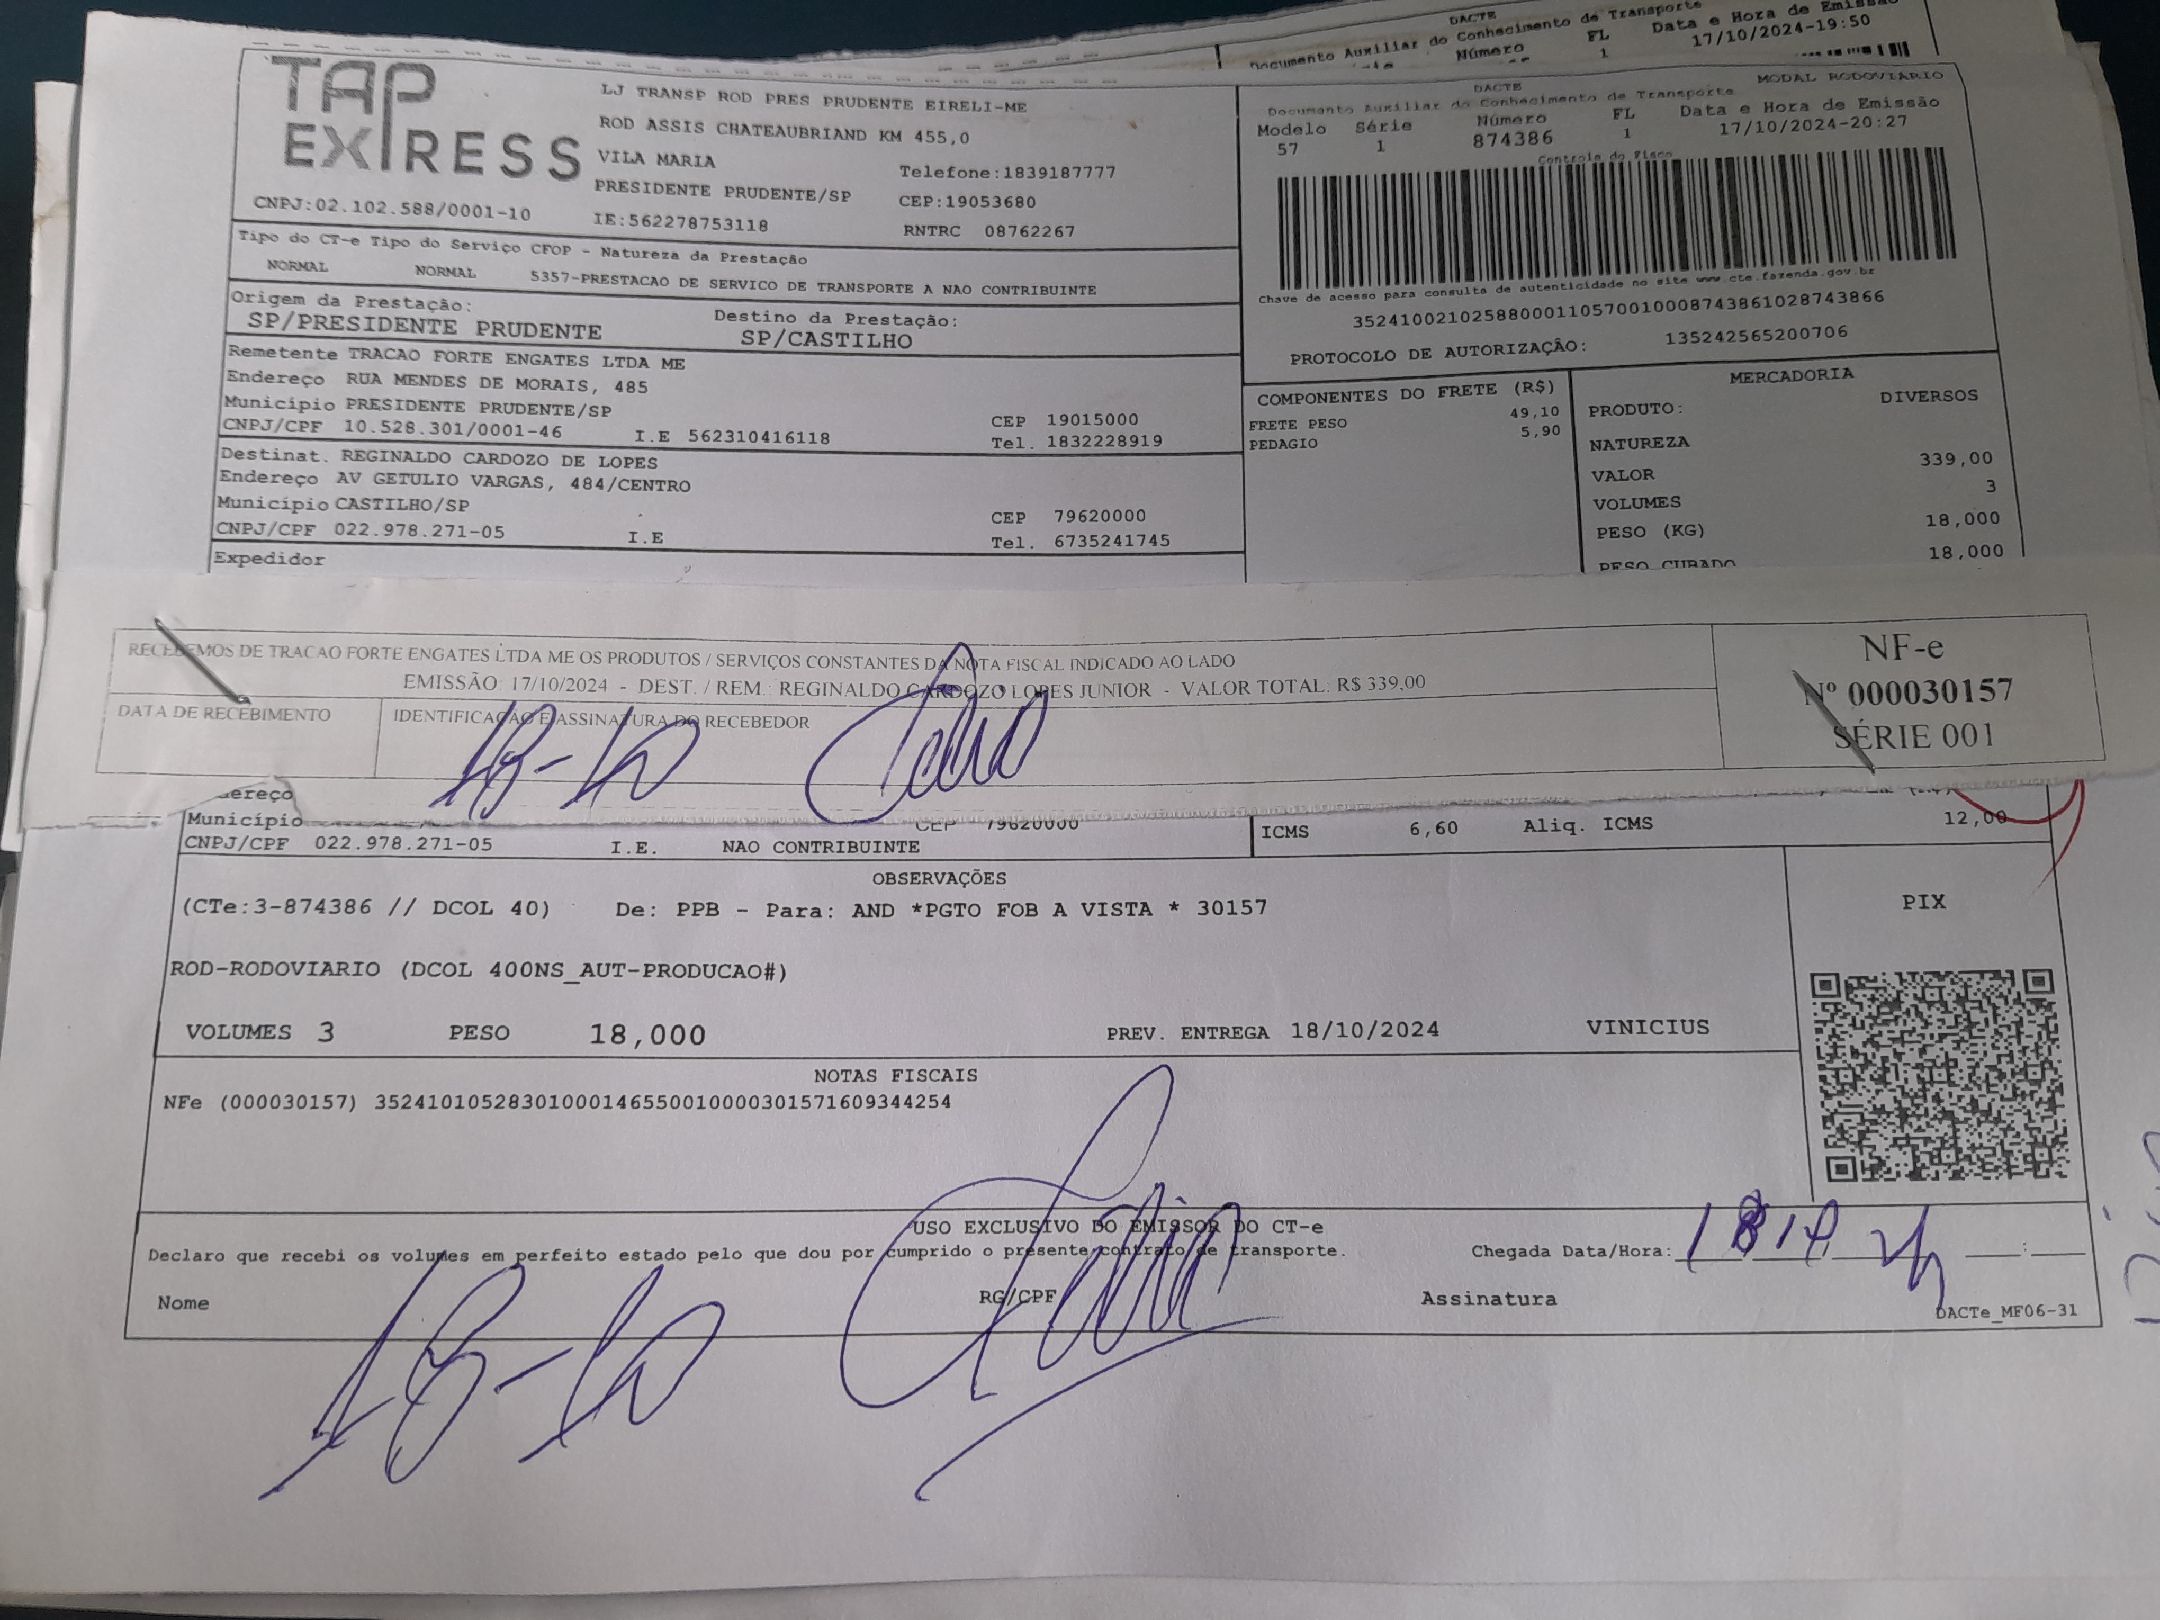 DACTE
Documento Auxiliar do Conhecimento de Transporte
Número FL Data e Hora de Emissão
1 17/10/2024-19:50
TAP EXPRESS
CNPJ:02.102.588/0001-10
LJ TRANSP ROD PRES PRUDENTE EIRELI-ME
ROD ASSIS CHATEAUBRIAND KM 455,0
VILA MARIA Telefone:1839187777
PRESIDENTE PRUDENTE/SP CEP:19053680
IE:562278753118 RNTRC 08762267
DACTE MODAL RODOVIÁRIO
Documento Auxiliar do Conhecimento de Transporte
Modelo Série Número FL Data e Hora de Emissão
57 1 874386 1 17/10/2024-20:27
Controle do Fisco
Chave de acesso para consulta de autenticidade no site www.cte.fazenda.gov.br
35241002102588000110570010008743861028743866
PROTOCOLO DE AUTORIZAÇÃO: 135242565200706
Tipo do CT-e Tipo do Serviço CFOP - Natureza da Prestação
NORMAL NORMAL 5357-PRESTACAO DE SERVICO DE TRANSPORTE A NAO CONTRIBUINTE
Origem da Prestação: Destino da Prestação:
SP/PRESIDENTE PRUDENTE SP/CASTILHO
Remetente TRACAO FORTE ENGATES LTDA ME
Endereço RUA MENDES DE MORAIS, 485
Município PRESIDENTE PRUDENTE/SP CEP 19015000
CNPJ/CPF 10.528.301/0001-46 I.E 562310416118 Tel. 1832228919
Destinat. REGINALDO CARDOZO DE LOPES
Endereço AV GETULIO VARGAS, 484/CENTRO
Município CASTILHO/SP CEP 79620000
CNPJ/CPF 022.978.271-05 I.E Tel. 6735241745
Expedidor
COMPONENTES DO FRETE (R$)
FRETE PESO 49,10
PEDAGIO 5,90
MERCADORIA
PRODUTO: DIVERSOS
NATUREZA
VALOR 339,00
VOLUMES 3
PESO (KG) 18,000
PESO CUBADO 18,000
RECEBEMOS DE TRACAO FORTE ENGATES LTDA ME OS PRODUTOS / SERVIÇOS CONSTANTES DA NOTA FISCAL INDICADO AO LADO
EMISSÃO: 17/10/2024 - DEST. / REM.: REGINALDO CARDOZO LOPES JUNIOR - VALOR TOTAL: R$ 339,00
DATA DE RECEBIMENTO IDENTIFICAÇÃO E ASSINATURA DO RECEBEDOR
18-10
NF-e
Nº 000030157
SÉRIE 001
Município CEP 79620000
CNPJ/CPF 022.978.271-05 I.E. NAO CONTRIBUINTE
ICMS 6,60 Aliq. ICMS 12,00
OBSERVAÇÕES
(CTe:3-874386 // DCOL 40) De: PPB - Para: AND *PGTO FOB A VISTA * 30157
ROD-RODOVIARIO (DCOL 400NS_AUT-PRODUCAO#)
VOLUMES 3 PESO 18,000 PREV. ENTREGA 18/10/2024 VINICIUS
PIX
NOTAS FISCAIS
NFe (000030157) 35241010528301000146550010000301571609344254
USO EXCLUSIVO DO EMISSOR DO CT-e
Declaro que recebi os volumes em perfeito estado pelo que dou por cumprido o presente contrato de transporte. Chegada Data/Hora: 18 10 24
Nome RG/CPF Assinatura
DACTe_MF06-31
18-10